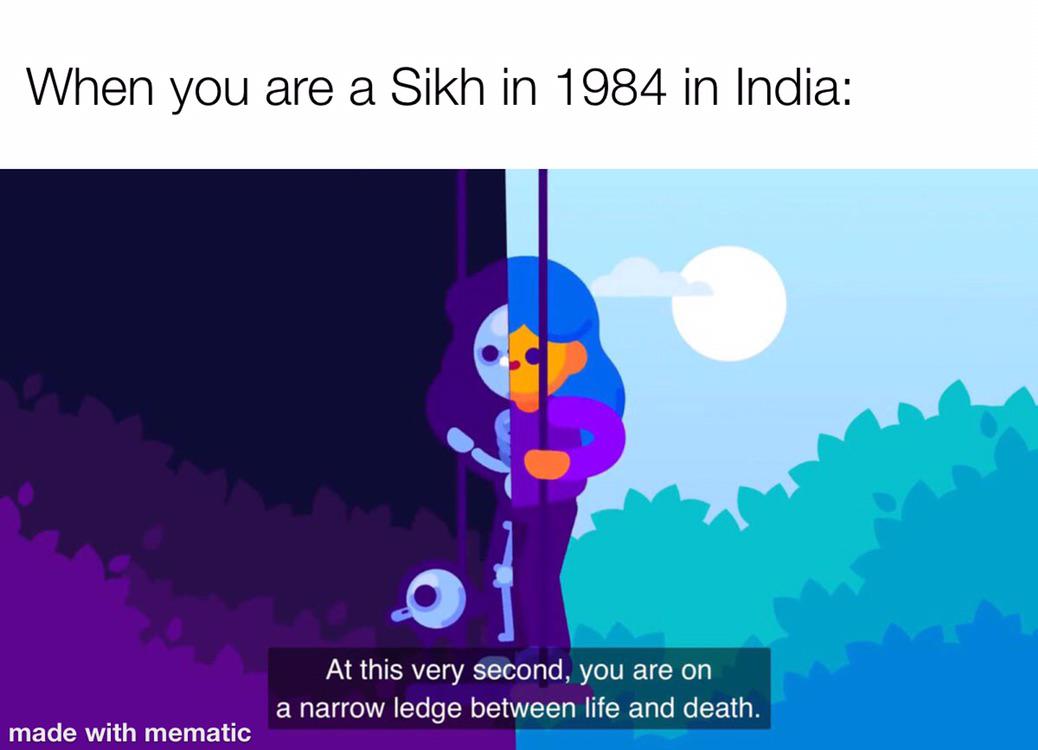 When you are a Sikh in 1984 in India:
At this very second, you are on
a narrow ledge between life and death.
made with mematic